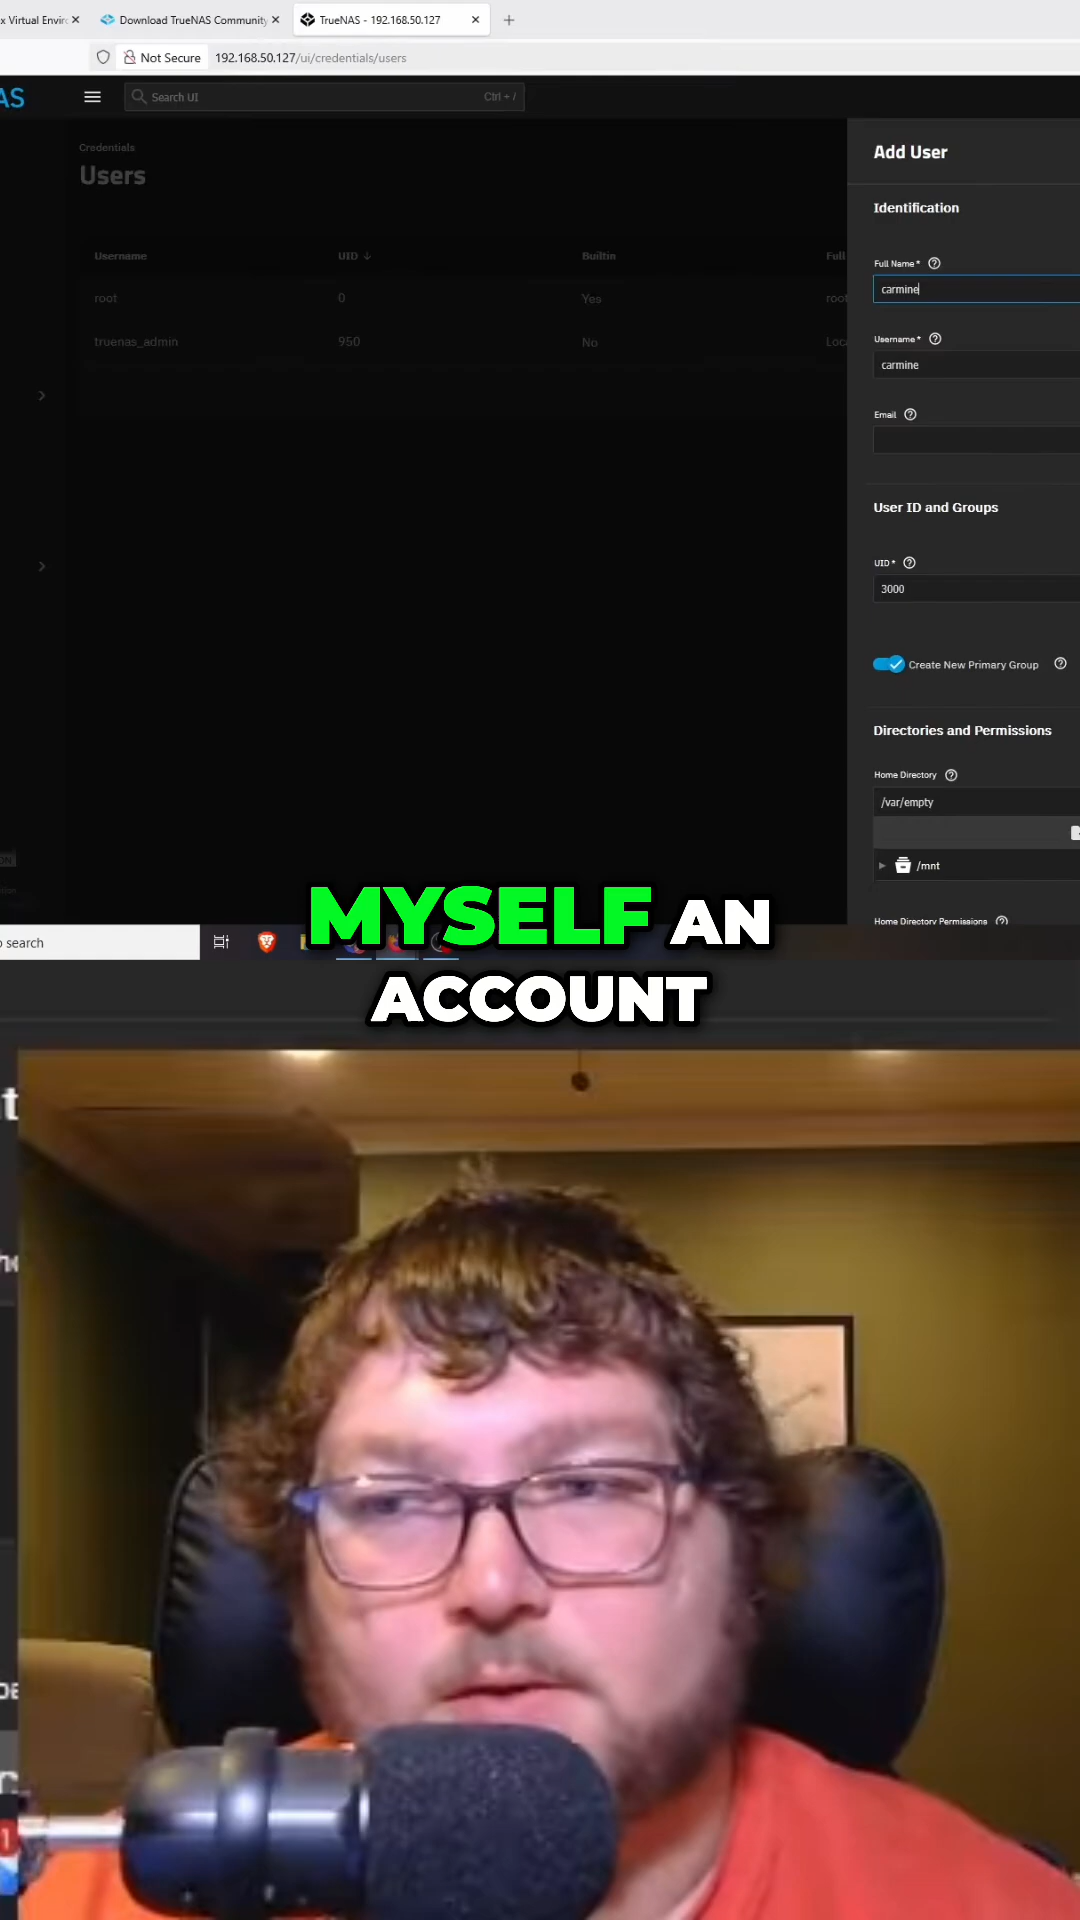 x Virtual Envir
Download TrueNAS Community
TrueNAS - 192.168.50.127
Not Secure
192.168.50.127/ui/credentials/users
AS
Search UI
Ctrl + /
Credentials
Users
Username
UID
Builtin
Full
root
0
Yes
root
truenas_admin
950
No
Loca
Add User
Identification
Full Name *
carmine
Username *
carmine
Email
User ID and Groups
UID *
3000
Create New Primary Group
Directories and Permissions
Home Directory
/var/empty
/mnt
Home Directory Permissions
ON
o search
MYSELF AN
ACCOUNT
1